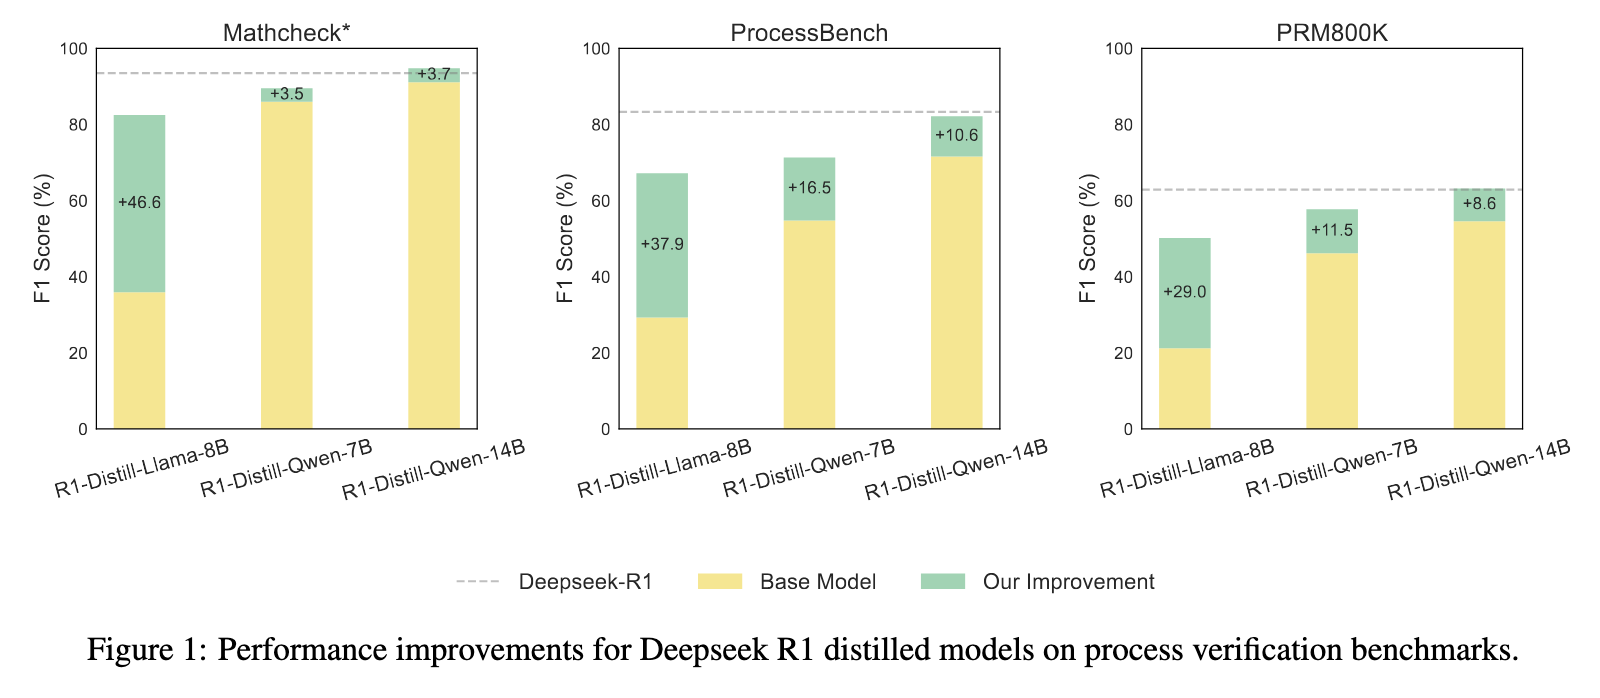 Mathcheck*
100
80
60
40
20
0
F1 Score (%)
+46.6
+3.5
+3.7
R1-Distill-Llama-8B
R1-Distill-Qwen-7B
R1-Distill-Qwen-14B
ProcessBench
100
80
60
40
20
0
F1 Score (%)
+37.9
+16.5
+10.6
R1-Distill-Llama-8B
R1-Distill-Qwen-7B
R1-Distill-Qwen-14B
PRM800K
100
80
60
40
20
0
F1 Score (%)
+29.0
+11.5
+8.6
R1-Distill-Llama-8B
R1-Distill-Qwen-7B
R1-Distill-Qwen-14B
Deepseek-R1
Base Model
Our Improvement
Figure 1: Performance improvements for Deepseek R1 distilled models on process verification benchmarks.